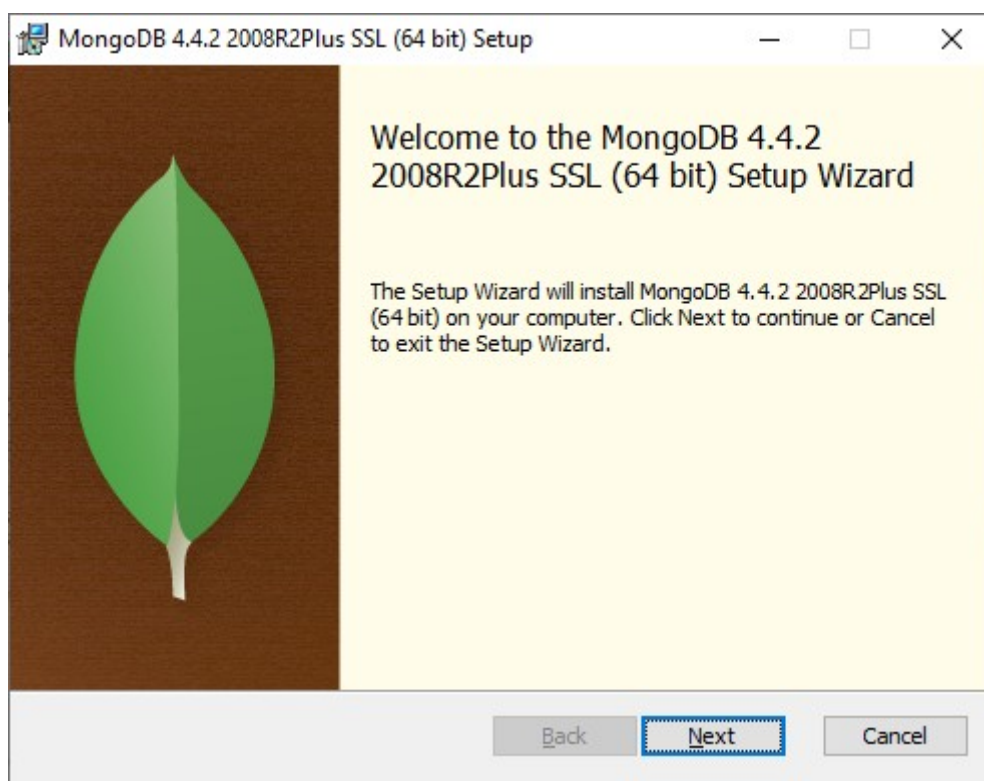 MongoDB 4.4.2 2008R2Plus SSL (64 bit) Setup
Welcome to the MongoDB 4.4.2
2008R2Plus SSL (64 bit) Setup Wizard
The Setup Wizard will install MongoDB 4.4.2 2008R2Plus SSL
(64 bit) on your computer. Click Next to continue or Cancel
to exit the Setup Wizard.
Back Next Cancel